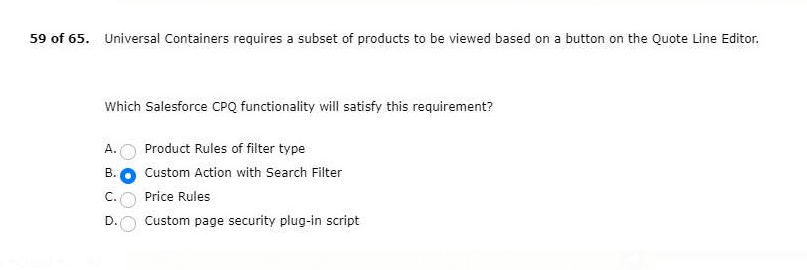 59 of 65. Universal Containers requires a subset of products to be viewed based on a button on the Quote Line Editor.
Which Salesforce CPQ functionality will satisfy this requirement?
A. Product Rules of filter type
B. Custom Action with Search Filter
C. Price Rules
D. Custom page security plug-in script